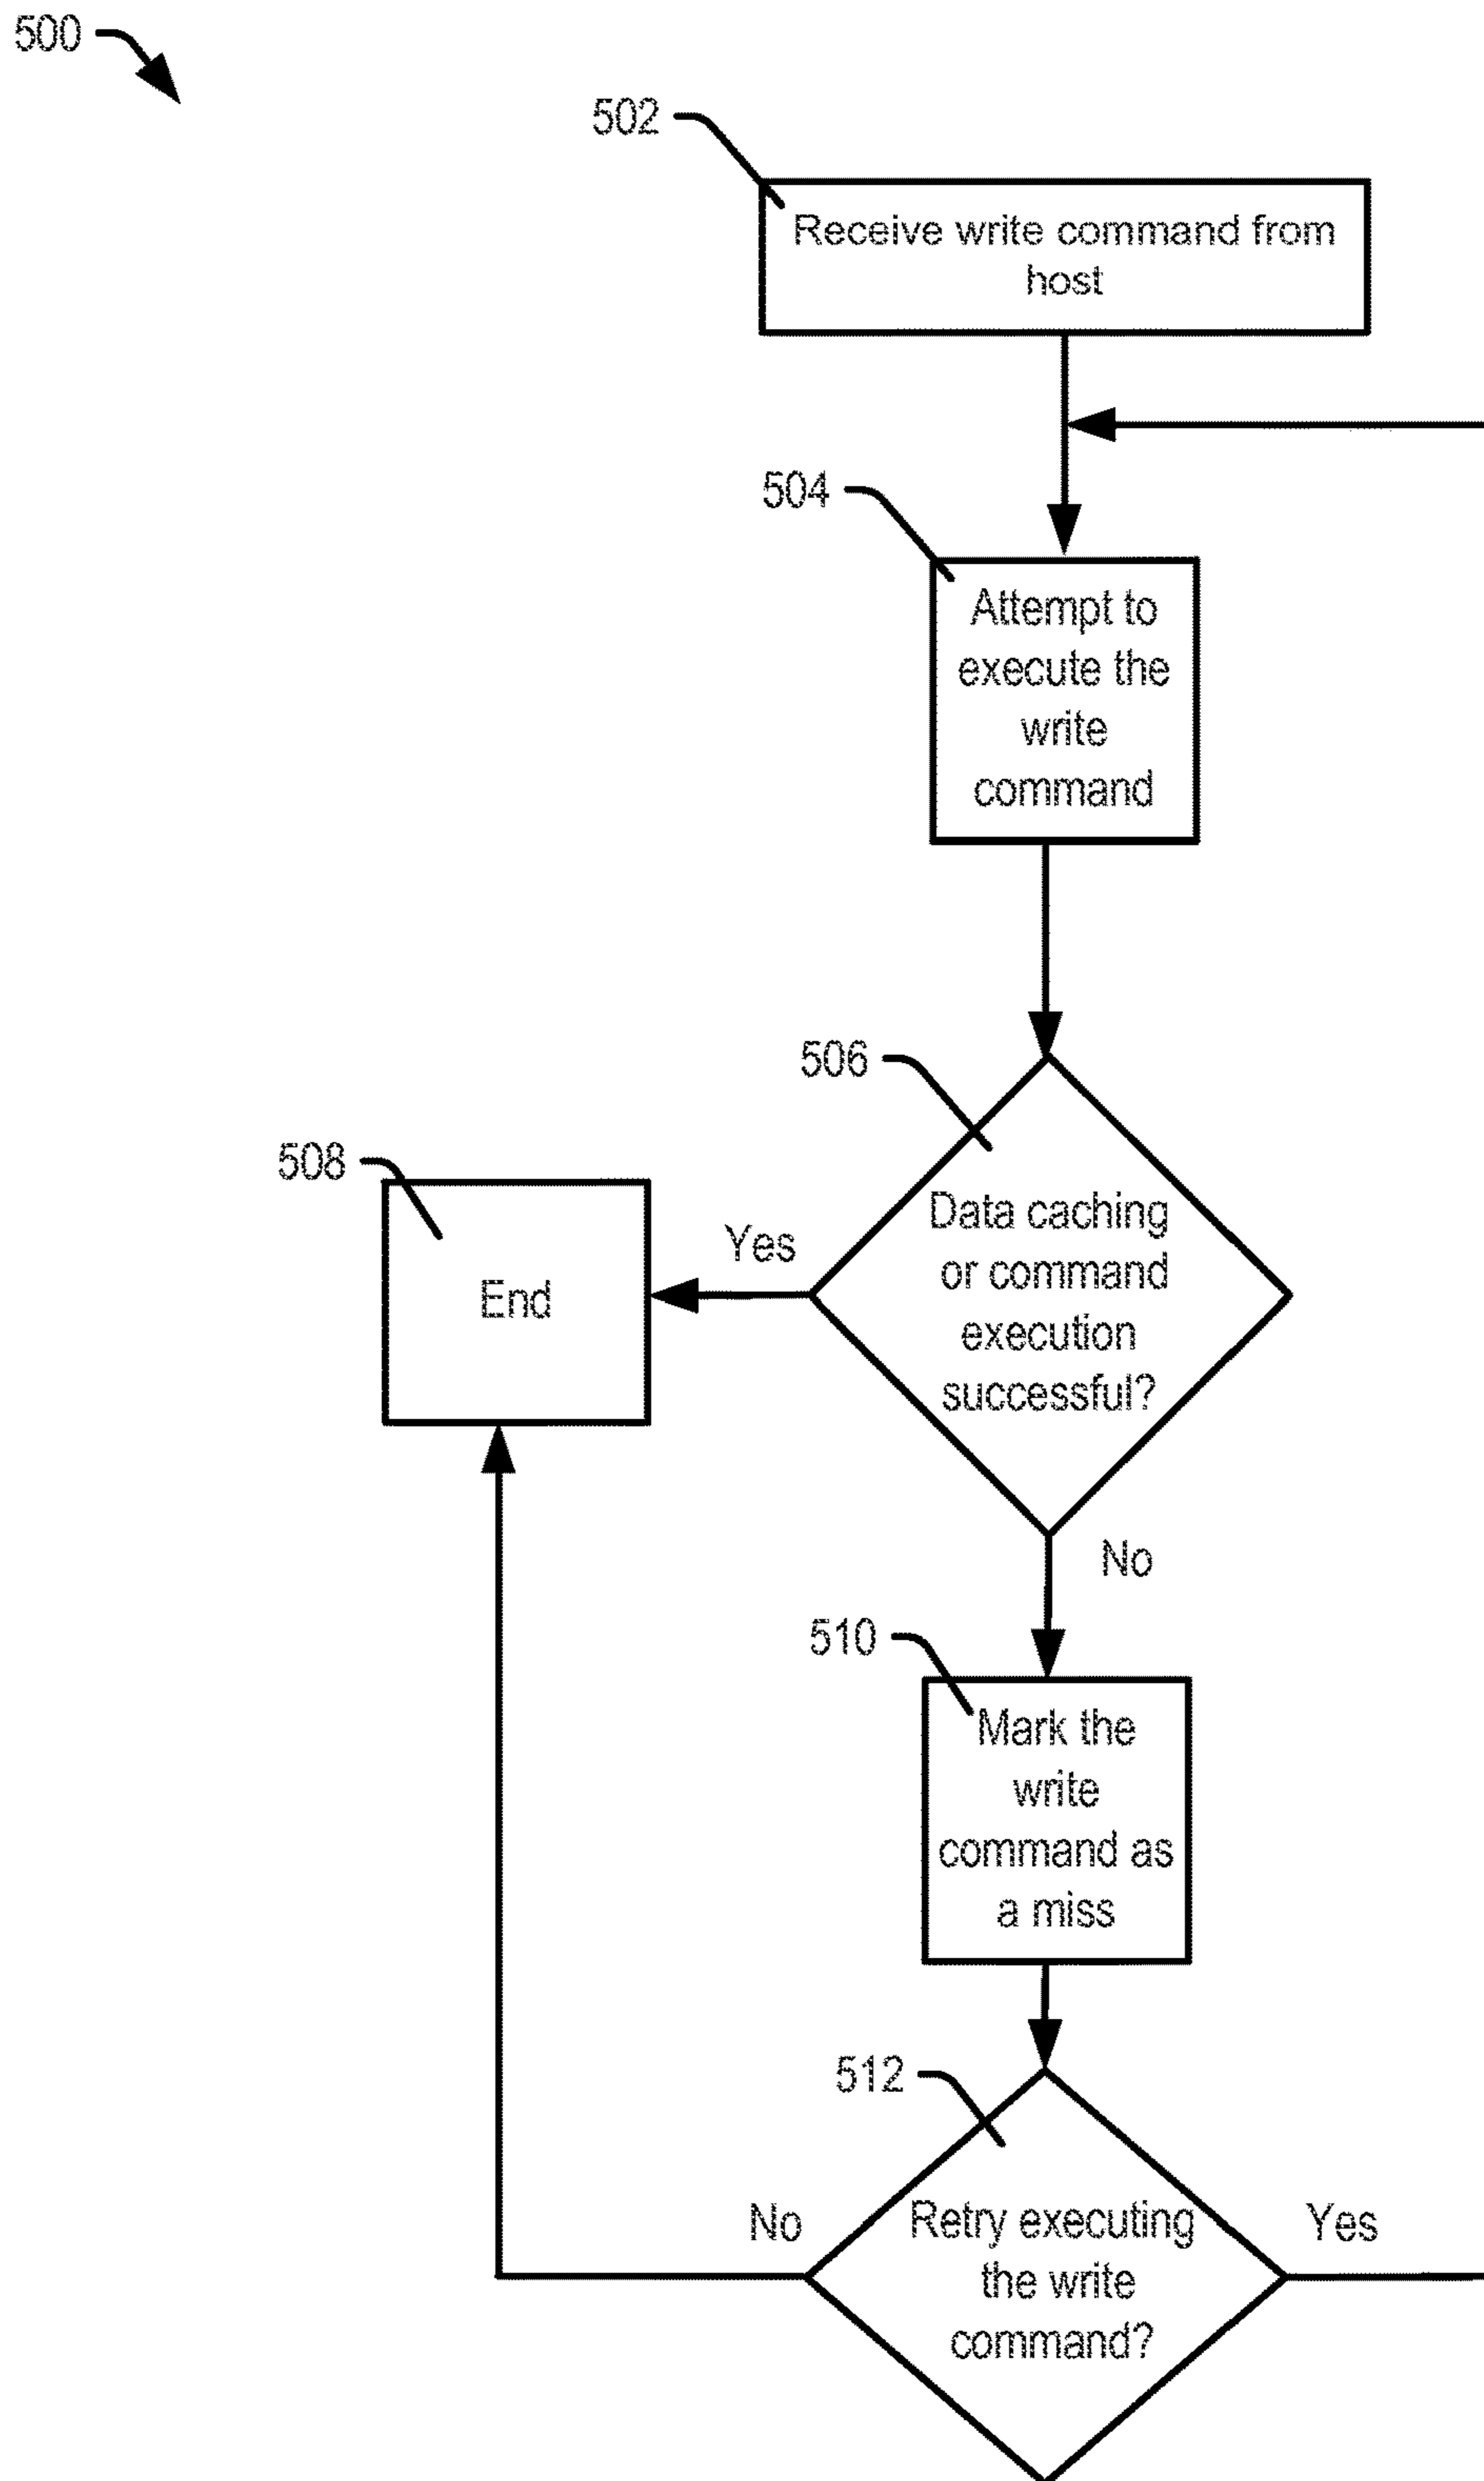 500
502
Receive write command from
host
504
Attempt to
execute the
write
command
506
508
Data caching
or command
execution
successful?
Yes
End
No
510
Mark the
write
command as
a miss
512
No
Retry executing
the write
command?
Yes